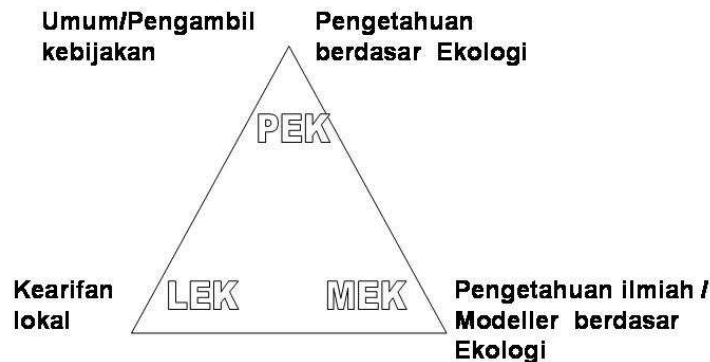 Umum/Pengambil
kebijakan
Pengetahuan
berdasar Ekologi
PEK
Kearifan
lokal
LEK
MEK
Pengetahuan ilmiah /
Modeller berdasar
Ekologi